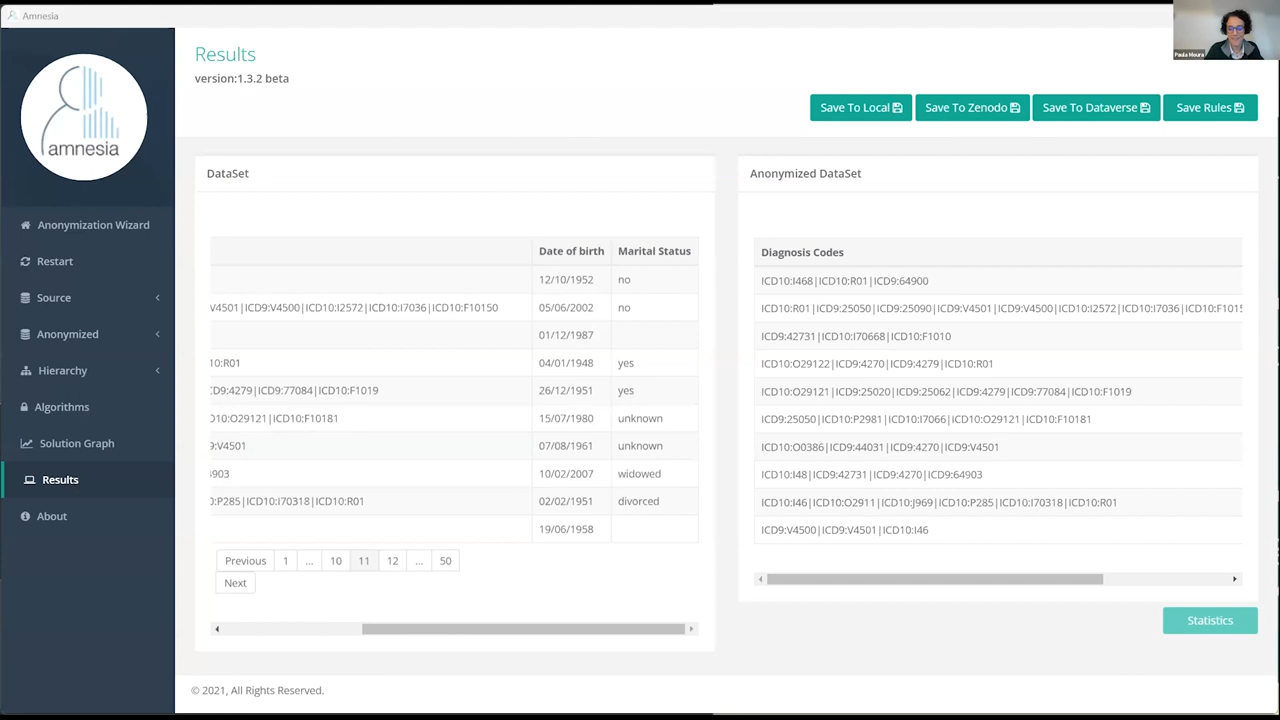 Amnesia
Paula Moura
amnesia
Anonymization Wizard
Restart
Source
Anonymized
Hierarchy
Algorithms
Solution Graph
Results
About
Results
version:1.3.2 beta
Save To Local
Save To Zenodo
Save To Dataverse
Save Rules
DataSet
Date of birth Marital Status
12/10/1952 no
V4501|ICD9:V4500|ICD10:I2572|ICD10:I7036|ICD10:F10150 05/06/2002 no
01/12/1987
10:R01 04/01/1948 yes
CD9:4279|ICD9:77084|ICD10:F1019 26/12/1951 yes
D10:O29121|ICD10:F10181 15/07/1980 unknown
9:V4501 07/08/1961 unknown
4903 10/02/2007 widowed
0:P285|ICD10:I70318|ICD10:R01 02/02/1951 divorced
19/06/1958
Previous 1 ... 10 11 12 ... 50
Next
Anonymized DataSet
Diagnosis Codes
ICD10:I468|ICD10:R01|ICD9:64900
ICD10:R01|ICD9:25050|ICD9:25090|ICD9:V4501|ICD9:V4500|ICD10:I2572|ICD10:I7036|ICD10:F1015
ICD9:42731|ICD10:I70668|ICD10:F1010
ICD10:O29122|ICD9:4270|ICD9:4279|ICD10:R01
ICD10:O29121|ICD9:25020|ICD9:25062|ICD9:4279|ICD9:77084|ICD10:F1019
ICD9:25050|ICD10:P2981|ICD10:I7066|ICD10:O29121|ICD10:F10181
ICD10:O0386|ICD9:44031|ICD9:4270|ICD9:V4501
ICD10:I48|ICD9:42731|ICD9:4270|ICD9:64903
ICD10:I46|ICD10:O2911|ICD10:J969|ICD10:P285|ICD10:I70318|ICD10:R01
ICD9:V4500|ICD9:V4501|ICD10:I46
Statistics
© 2021, All Rights Reserved.